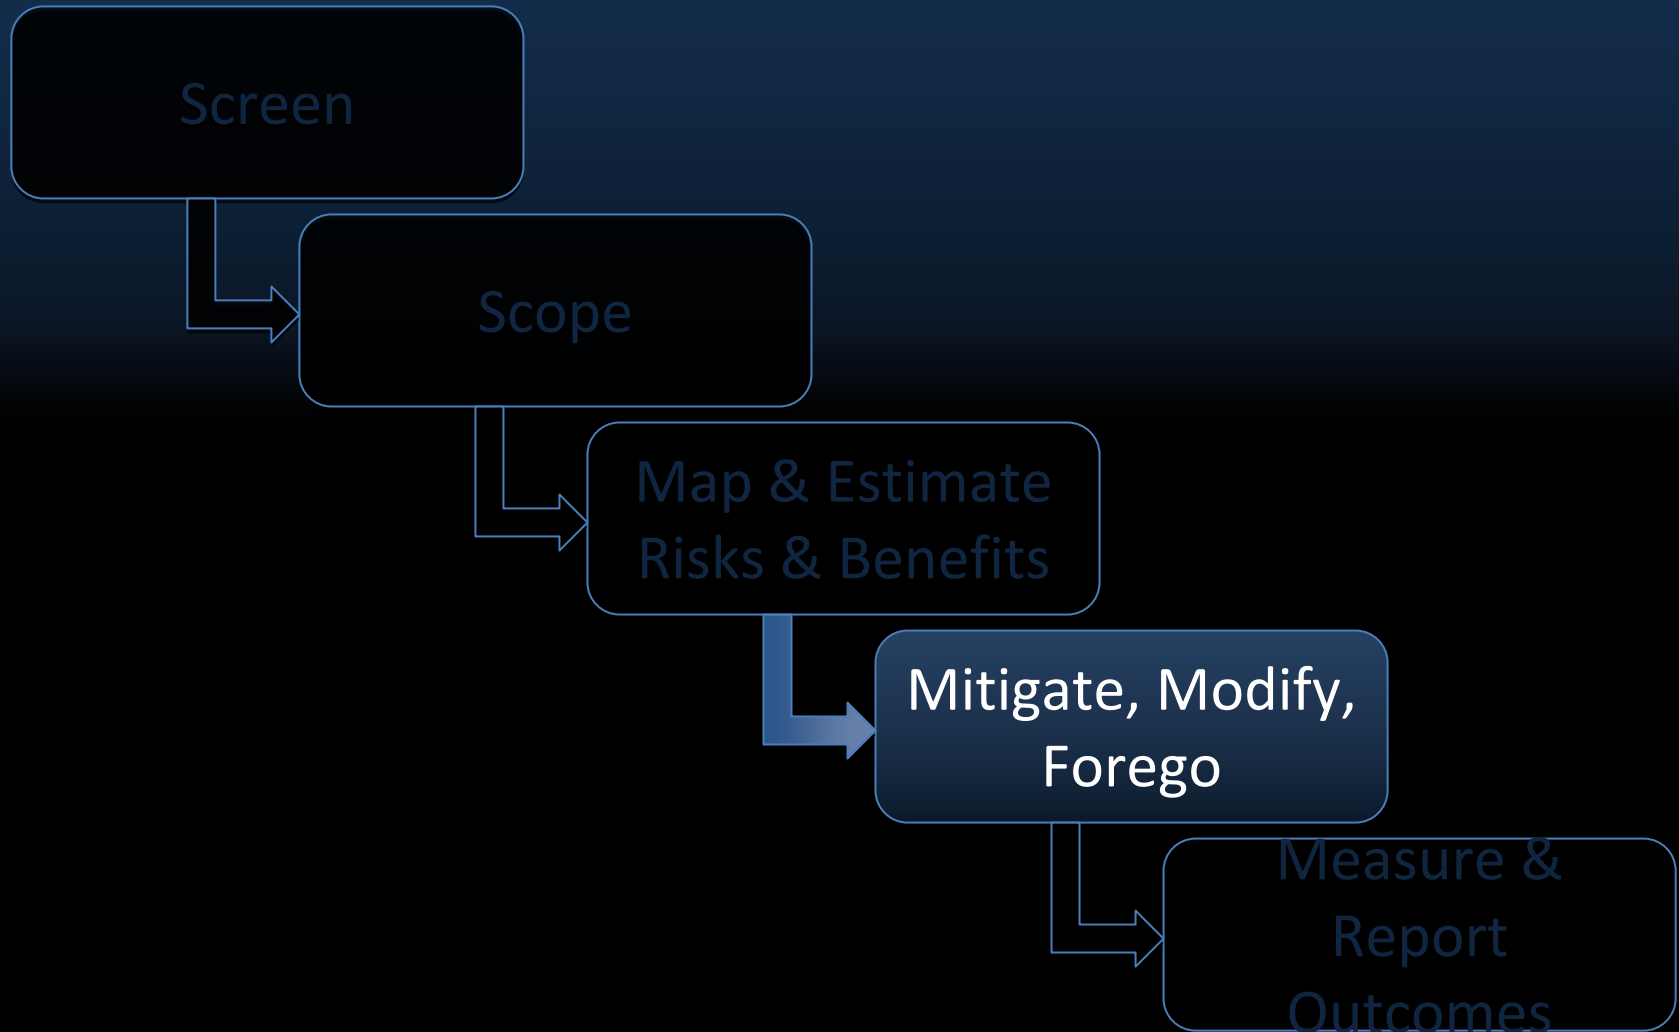 Screen
Scope
Map & Estimate
Risks & Benefits
Mitigate, Modify,
Forego
Measure &
Report
Outcomes